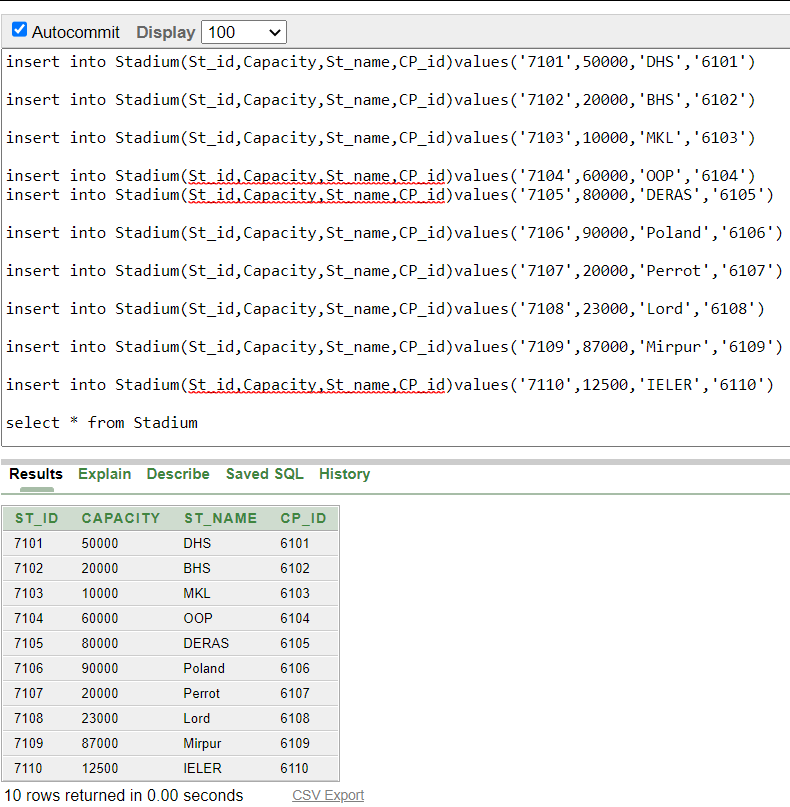 Autocommit Display 100
insert into Stadium(St_id,Capacity,St_name,CP_id)values('7101',50000,'DHS','6101')
insert into Stadium(St_id,Capacity,St_name,CP_id)values('7102',20000,'BHS','6102')
insert into Stadium(St_id,Capacity,St_name,CP_id)values('7103',10000,'MKL','6103')
insert into Stadium(St_id,Capacity,St_name,CP_id)values('7104',60000,'OOP','6104')
insert into Stadium(St_id,Capacity,St_name,CP_id)values('7105',80000,'DERAS','6105')
insert into Stadium(St_id,Capacity,St_name,CP_id)values('7106',90000,'Poland','6106')
insert into Stadium(St_id,Capacity,St_name,CP_id)values('7107',20000,'Perrot','6107')
insert into Stadium(St_id,Capacity,St_name,CP_id)values('7108',23000,'Lord','6108')
insert into Stadium(St_id,Capacity,St_name,CP_id)values('7109',87000,'Mirpur','6109')
insert into Stadium(St_id,Capacity,St_name,CP_id)values('7110',12500,'IELER','6110')
select * from Stadium
Results Explain Describe Saved SQL History
ST_ID CAPACITY ST_NAME CP_ID
7101 50000 DHS 6101
7102 20000 BHS 6102
7103 10000 MKL 6103
7104 60000 OOP 6104
7105 80000 DERAS 6105
7106 90000 Poland 6106
7107 20000 Perrot 6107
7108 23000 Lord 6108
7109 87000 Mirpur 6109
7110 12500 IELER 6110
10 rows returned in 0.00 seconds CSV Export